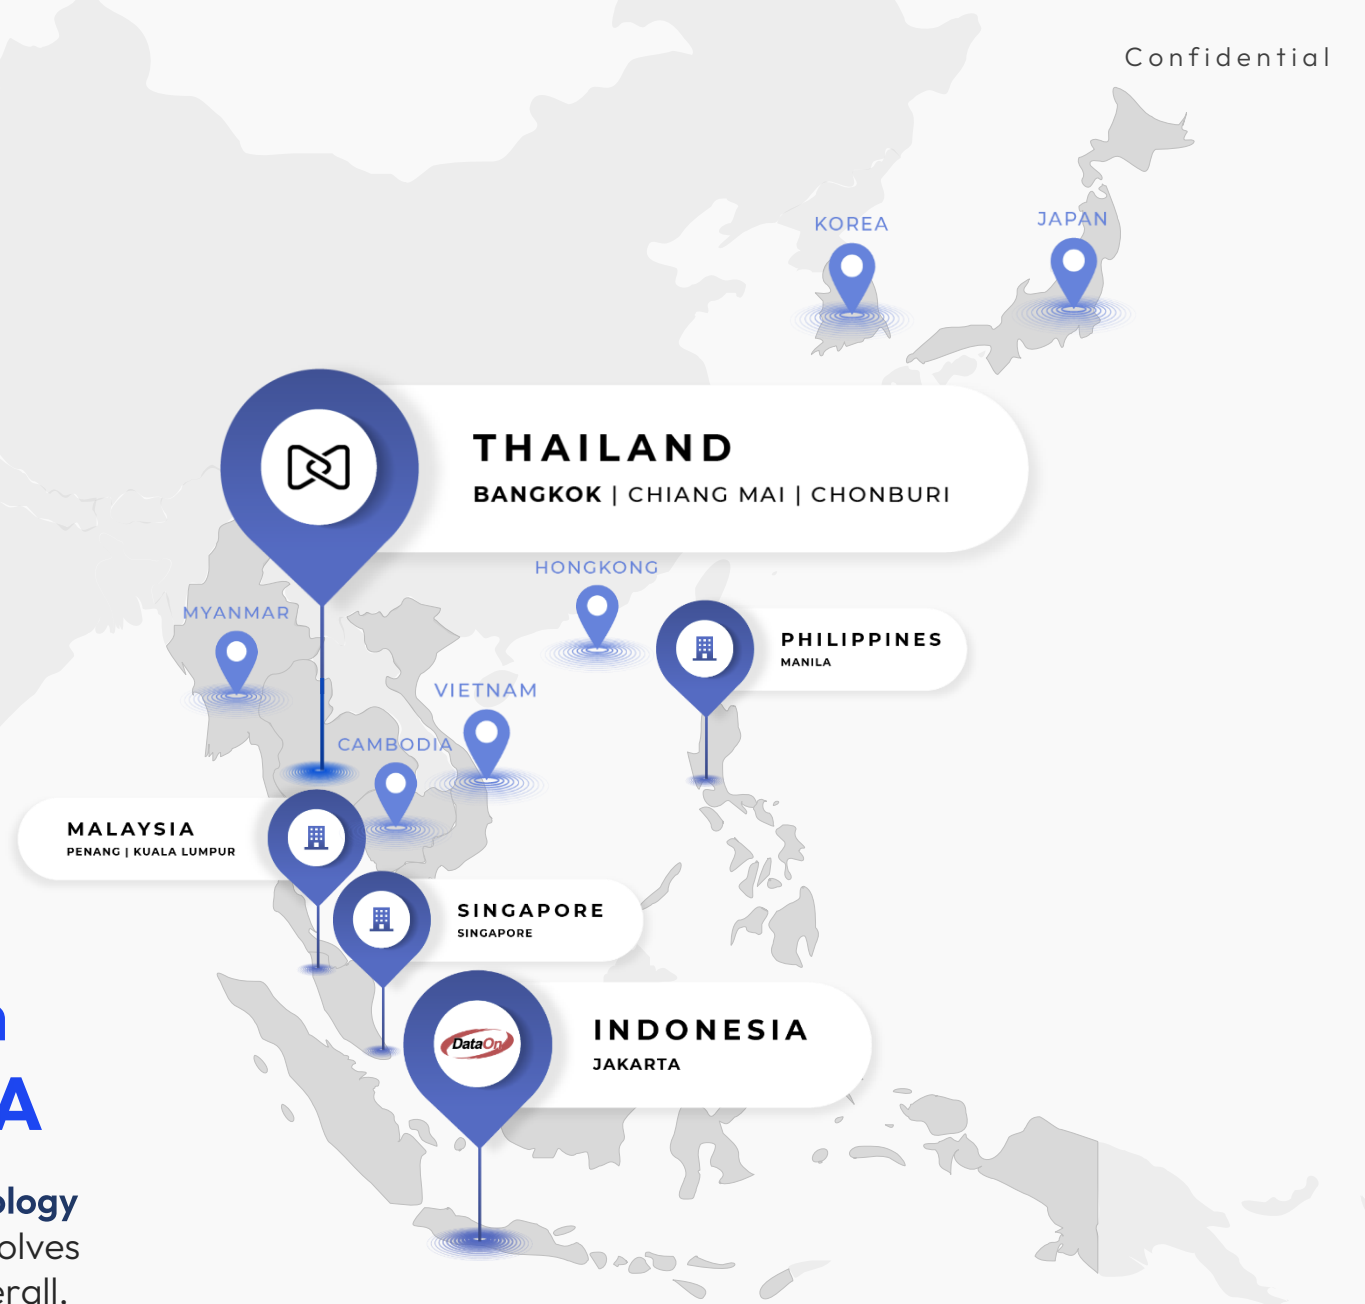 Confidential
KOREA
JAPAN
THAILAND
BANGKOK | CHIANG MAI | CHONBURI
HONGKONG
MYANMAR
PHILIPPINES
MANILA
VIETNAM
CAMBODIA
MALAYSIA
PENANG | KUALA LUMPUR
SINGAPORE
SINGAPORE
INDONESIA
JAKARTA
DataOn
A
ology
olves
erall.